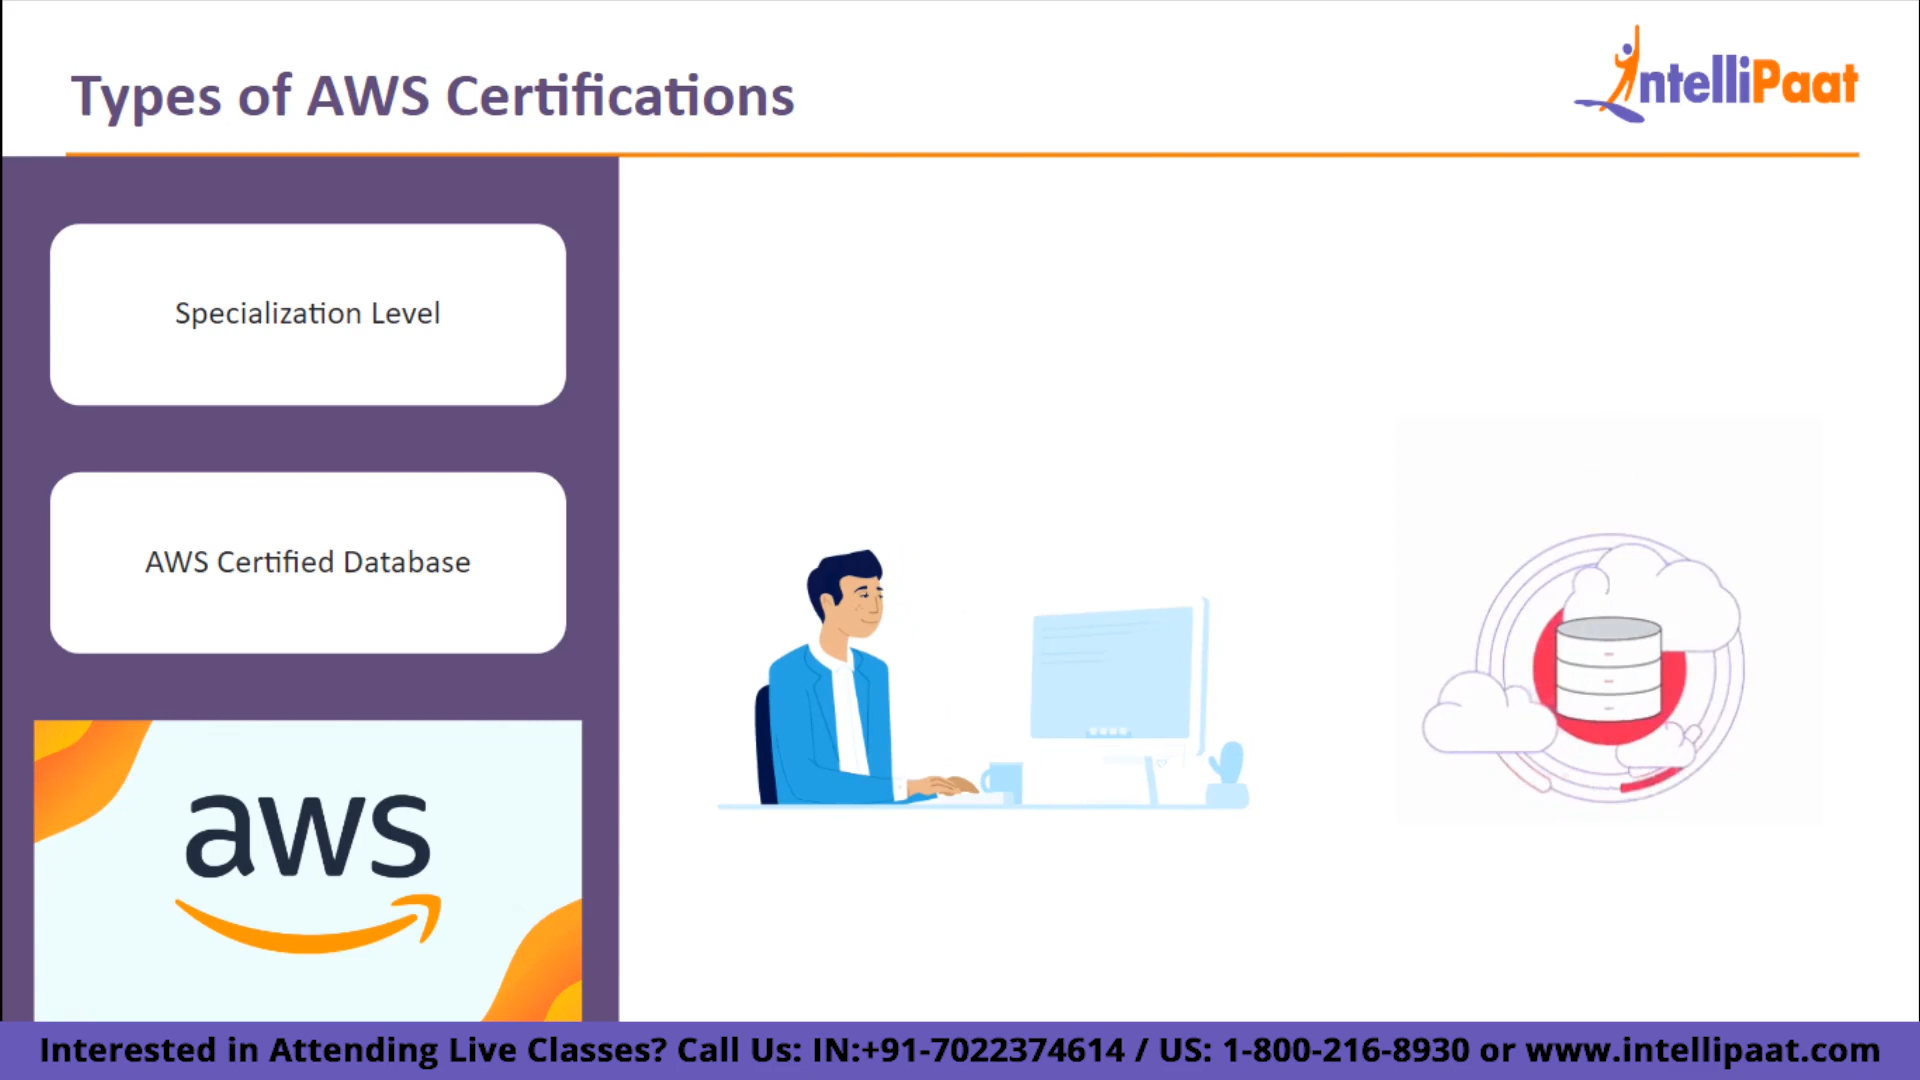 Types of AWS Certifications
ntelliPaat
Specialization Level
AWS Certified Database
aws
Interested in Attending Live Classes? Call Us: IN:+91-7022374614 / US: 1-800-216-8930 or www.intellipaat.com